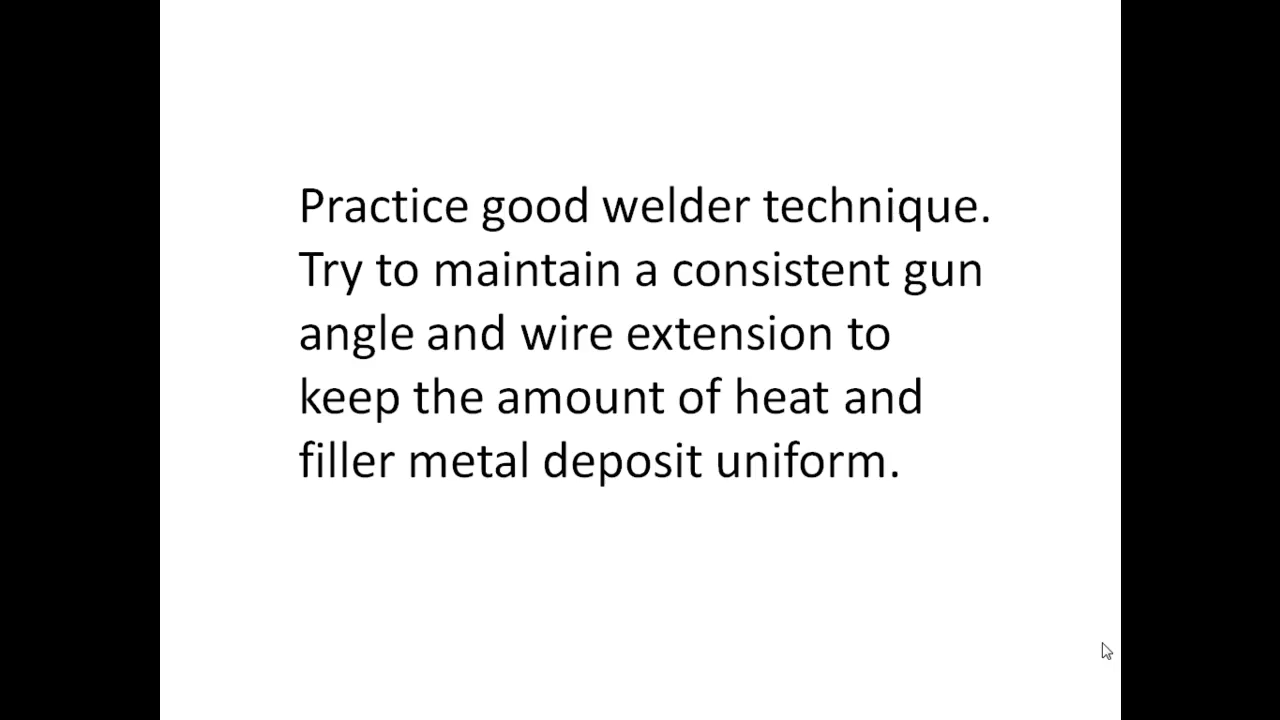 Practice good welder technique.
Try to maintain a consistent gun
angle and wire extension to
keep the amount of heat and
filler metal deposit uniform.